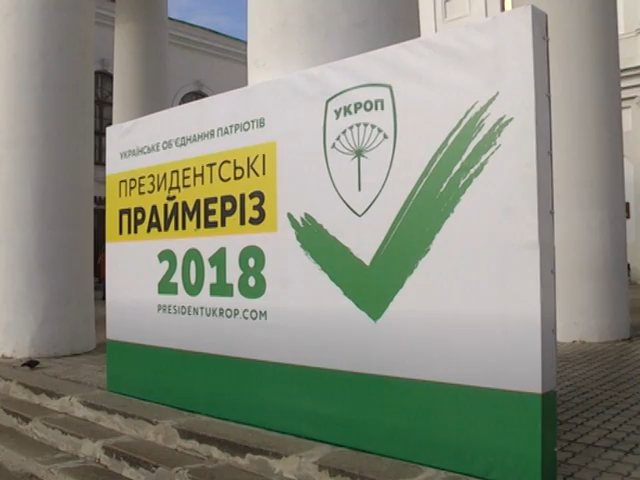 УКРАЇНСЬКЕ ОБ'ЄДНАННЯ ПАТРІОТІВ
ПРЕЗИДЕНТСЬКІ
ПРАЙМЕРІЗ
2018
PRESIDENTUKROP.COM
УКРОП